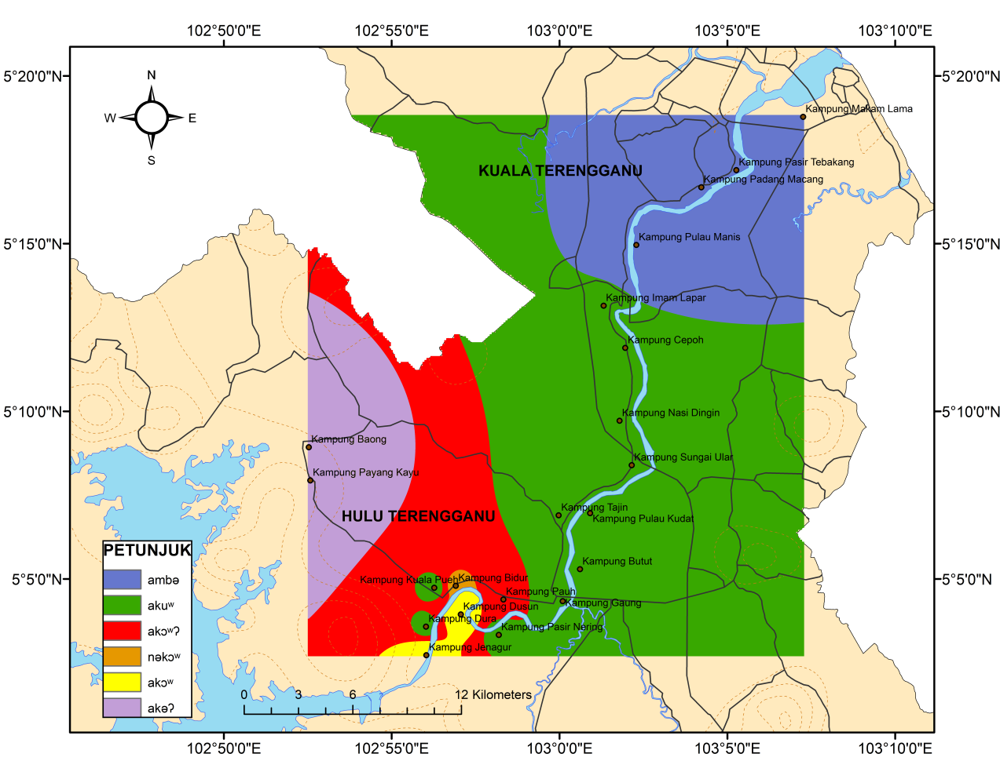 102°50'0"E 102°55'0"E 103°0'0"E 103°5'0"E 103°10'0"E
5°20'0"N 5°20'0"N
N
W E
S
Kampung Makam Lama
Kampung Pasir Tebakang
KUALA TERENGGANU
Kampung Padang Macang
Kampung Pulau Manis
5°15'0"N 5°15'0"N
Kampung Imam Lapar
Kampung Cepoh
5°10'0"N 5°10'0"N
Kampung Nasi Dingin
Kampung Baong
Kampung Sungai Ular
Kampung Payang Kayu
Kampung Tajin
HULU TERENGGANU
Kampung Pulau Kudat
Kampung Butut
5°5'0"N 5°5'0"N
Kampung Kuala Pueh
Kampung Bidur
Kampung Pauh
Kampung Gaung
Kampung Dusun
Kampung Dura
Kampung Pasir Nering
Kampung Jenagur
PETUNJUK
ambə
akuʷ
akɔʷʔ
nəkɔʷ
akɔʷ
akəʔ
0 3 6 12 Kilometers
102°50'0"E 102°55'0"E 103°0'0"E 103°5'0"E 103°10'0"E